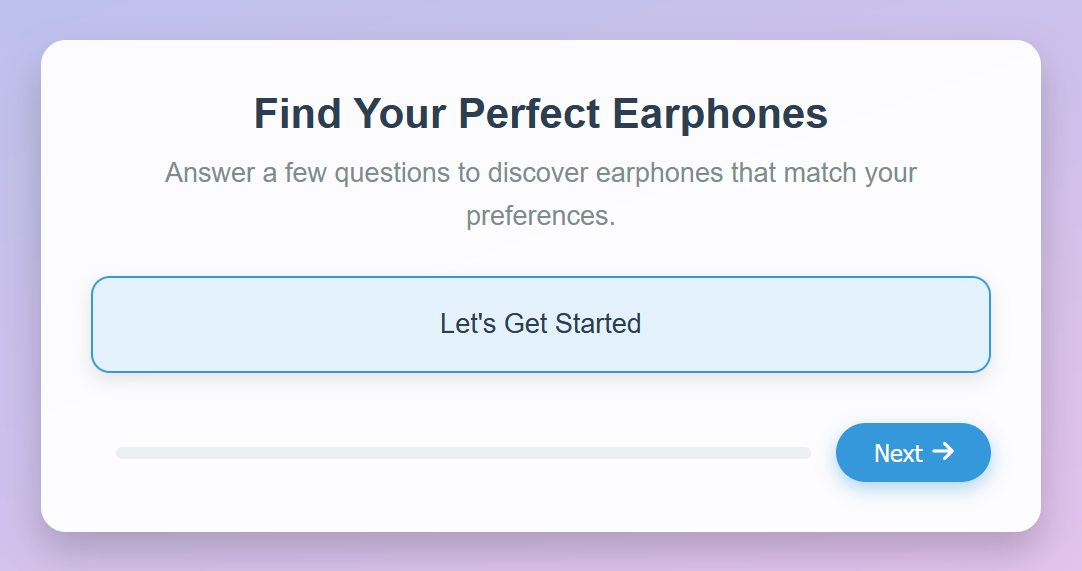 Find Your Perfect Earphones
Answer a few questions to discover earphones that match your
preferences.
Let's Get Started
Next →